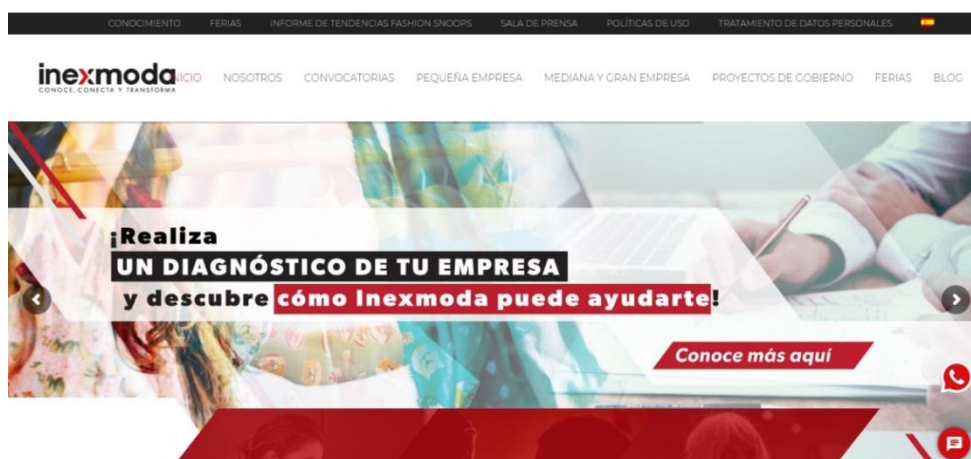 CONOCIMIENTO FERIAS INFORME DE TENDENCIAS FASHION SNOOPS SALA DE PRENSA POLÍTICAS DE USO TRATAMIENTO DE DATOS PERSONALES
inexmoda
CONOCE, CONECTA Y TRANSFORMA
INICIO NOSOTROS CONVOCATORIAS PEQUEÑA EMPRESA MEDIANA Y GRAN EMPRESA PROYECTOS DE GOBIERNO FERIAS BLOG
¡Realiza
UN DIAGNÓSTICO DE TU EMPRESA
y descubre cómo Inexmoda puede ayudarte!
Conoce más aquí